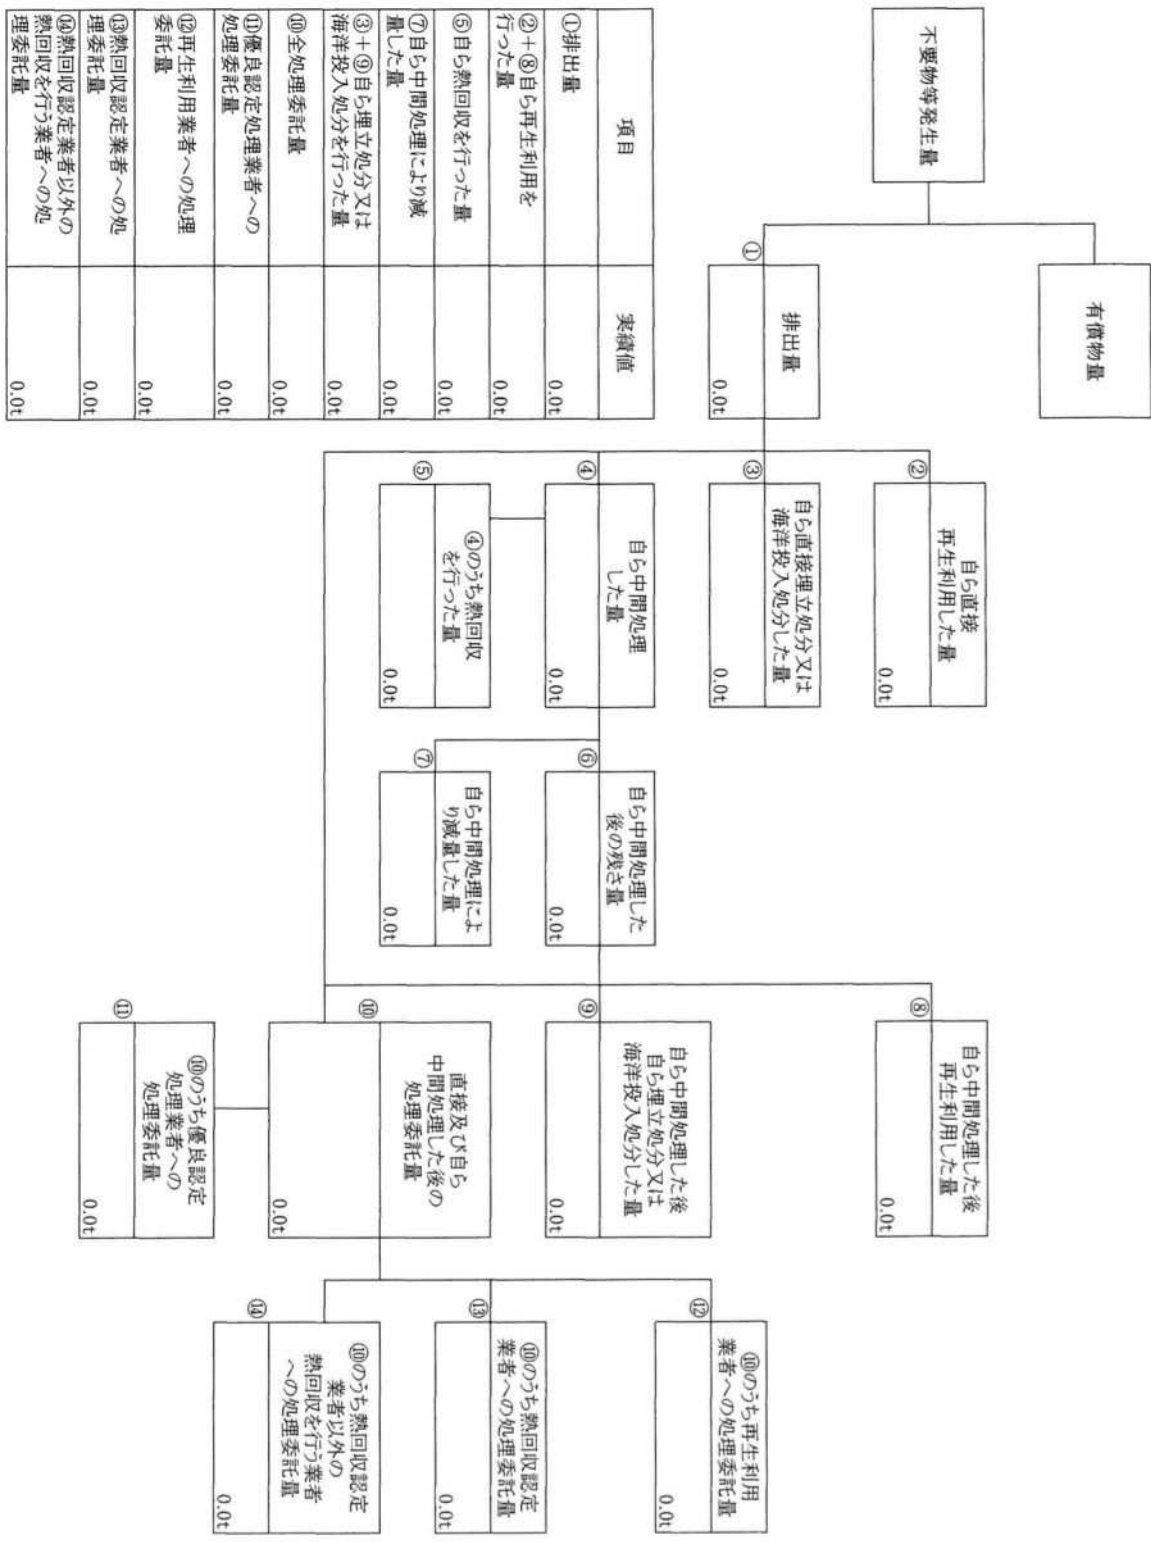 不要物等発生量
有償物量
①
排出量
0.0t
②
自ら直接
再生利用した量
0.0t
③
自ら直接埋立処分又は
海洋投入処分した量
0.0t
④
自ら中間処理
した量
0.0t
⑤
④のうち熱回収
を行った量
0.0t
⑥
自ら中間処理した
後の残さ量
0.0t
⑦
自ら中間処理によ
り減量した量
0.0t
⑧
自ら中間処理した後
再生利用した量
0.0t
⑨
自ら中間処理した後
自ら埋立処分又は
海洋投入処分した量
0.0t
⑩
直接及び自ら
中間処理した後の
処理委託量
0.0t
⑪
⑩のうち優良認定
処理業者への
処理委託量
0.0t
⑫
⑩のうち再生利用
業者への処理委託量
0.0t
⑬
⑩のうち熱回収認定
業者への処理委託量
0.0t
⑭
⑩のうち熱回収認定
業者以外の
熱回収を行う業者
への処理委託量
0.0t
項目 実績値
①排出量 0.0t
②+⑧自ら再生利用を
行った量 0.0t
⑤自ら熱回収を行った量 0.0t
⑦自ら中間処理により減
量した量 0.0t
③+⑨自ら埋立処分又は
海洋投入処分を行った量 0.0t
⑩全処理委託量 0.0t
⑪優良認定処理業者への
処理委託量 0.0t
⑫再生利用業者への処理
委託量 0.0t
⑬熱回収認定業者への処
理委託量 0.0t
⑭熱回収認定業者以外の
熱回収を行う業者への処
理委託量 0.0t